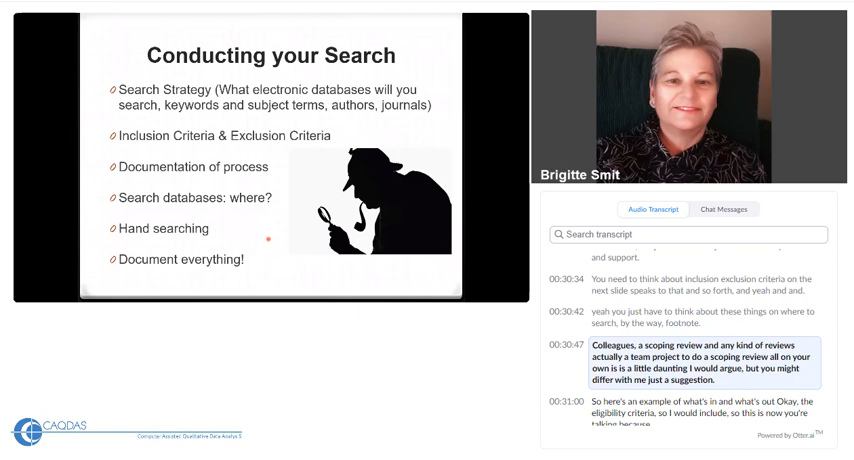 Conducting your Search
Search Strategy (What electronic databases will you
search, keywords and subject terms, authors, journals)
Inclusion Criteria & Exclusion Criteria
Documentation of process
Search databases: where?
Hand searching
Document everything!
CAQDAS
Computer Assisted Qualitative Data Analysis
Brigitte Smit
Audio Transcript
Chat Messages
Search transcript
and support.
00:30:34
You need to think about inclusion exclusion criteria on the
next slide speaks to that and so forth, and yeah and and.
00:30:42
yeah you just have to think about these things on where to
search, by the way, footnote.
00:30:47
Colleagues, a scoping review and any kind of reviews
actually a team project to do a scoping review all on your
own is is a little daunting I would argue, but you might
differ with me just a suggestion.
00:31:00
So here's an example of what's in and what's out Okay, the
eligibility criteria, so I would include, so this is now you're
talking because
Powered by Otter.ai™